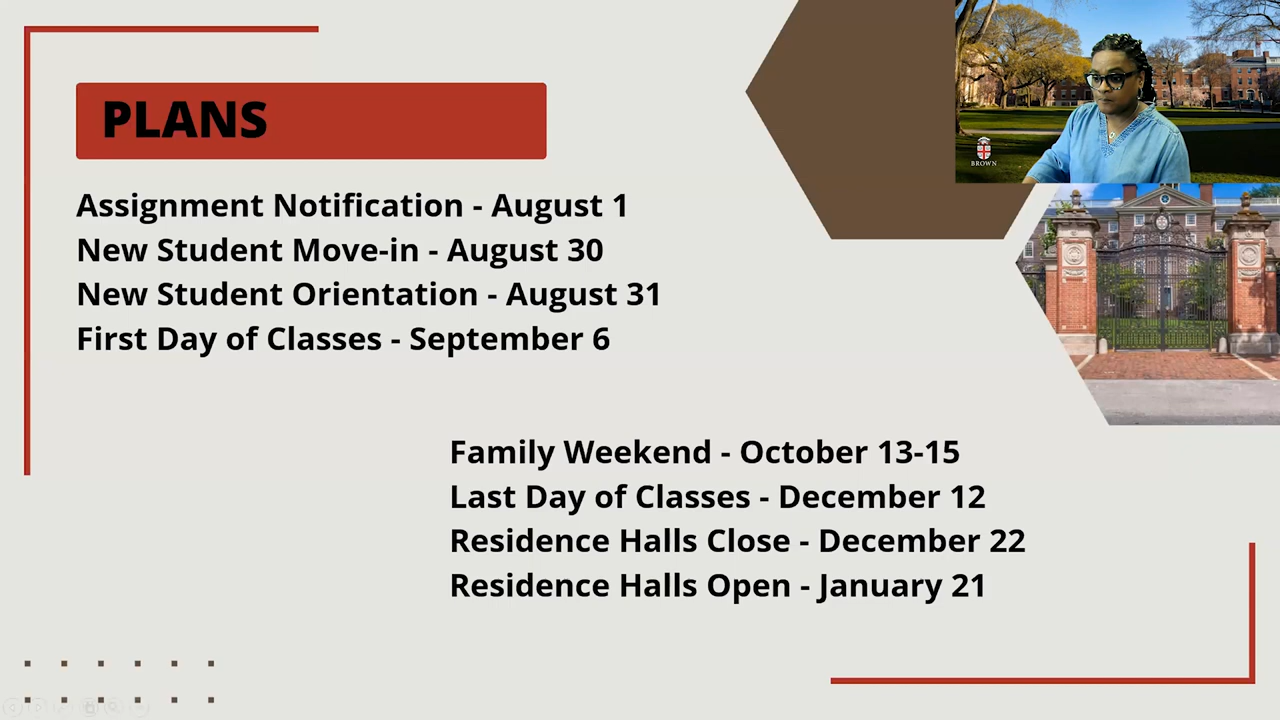 PLANS
Assignment Notification - August 1
New Student Move-in - August 30
New Student Orientation - August 31
First Day of Classes - September 6
Family Weekend - October 13-15
Last Day of Classes - December 12
Residence Halls Close - December 22
Residence Halls Open - January 21
BROWN